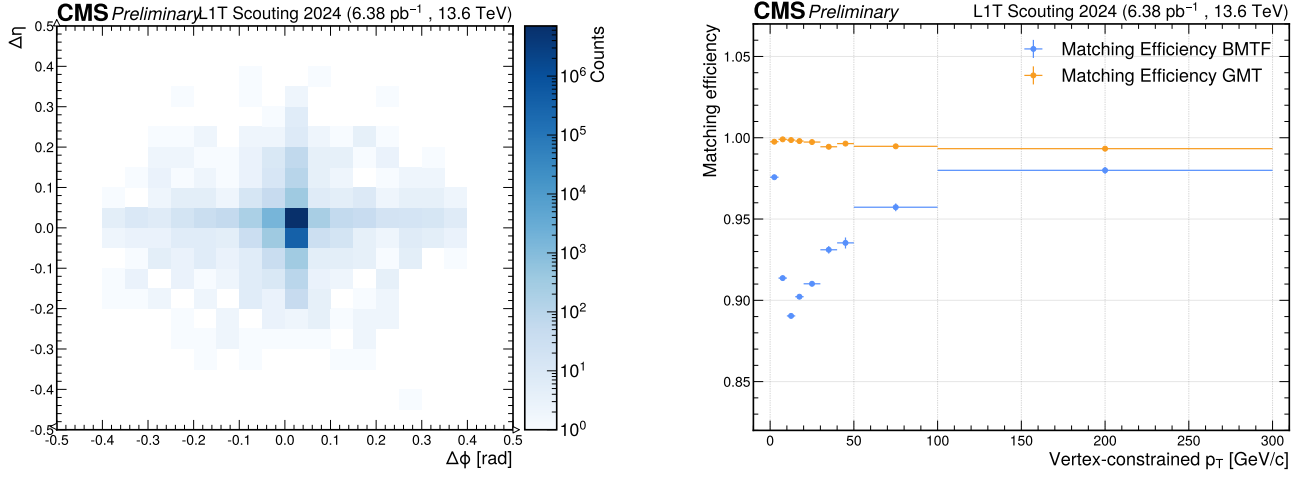 CMS Preliminary L1T Scouting 2024 (6.38 pb⁻¹ , 13.6 TeV)
Δη
0.5
0.4
0.3
0.2
0.1
0.0
-0.1
-0.2
-0.3
-0.4
-0.5
-0.5 -0.4 -0.3 -0.2 -0.1 0.0 0.1 0.2 0.3 0.4 0.5
Δϕ [rad]
Counts
10⁶
10⁵
10⁴
10³
10²
10¹
10⁰
CMS Preliminary L1T Scouting 2024 (6.38 pb⁻¹ , 13.6 TeV)
Matching efficiency
1.05
1.00
0.95
0.90
0.85
Matching Efficiency BMTF
Matching Efficiency GMT
0 50 100 150 200 250 300
Vertex-constrained p_T [GeV/c]